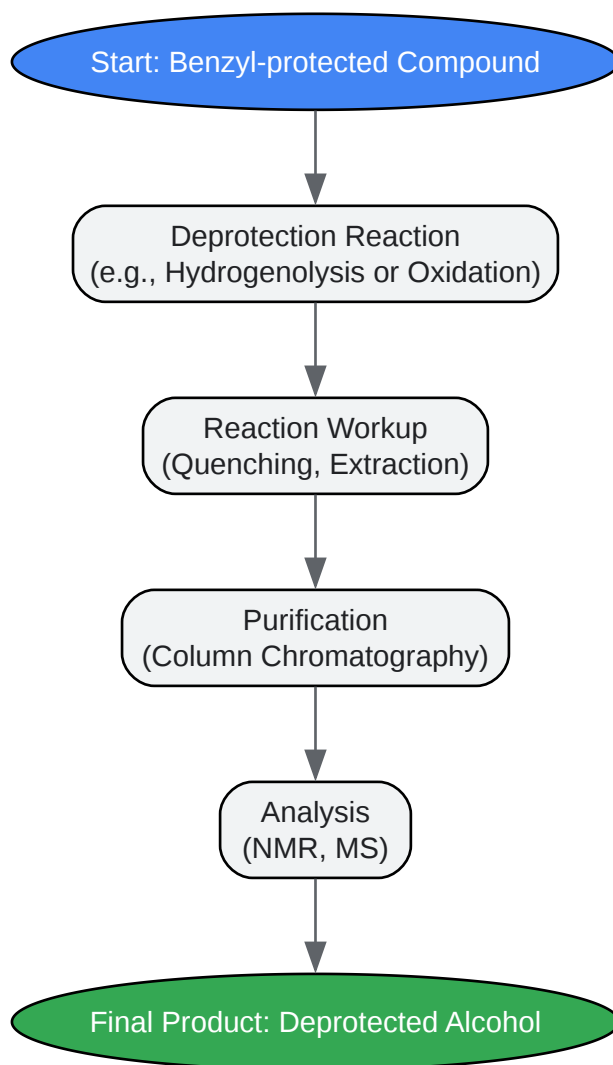 Start: Benzyl-protected Compound
Deprotection Reaction
(e.g., Hydrogenolysis or Oxidation)
Reaction Workup
(Quenching, Extraction)
Purification
(Column Chromatography)
Analysis
(NMR, MS)
Final Product: Deprotected Alcohol